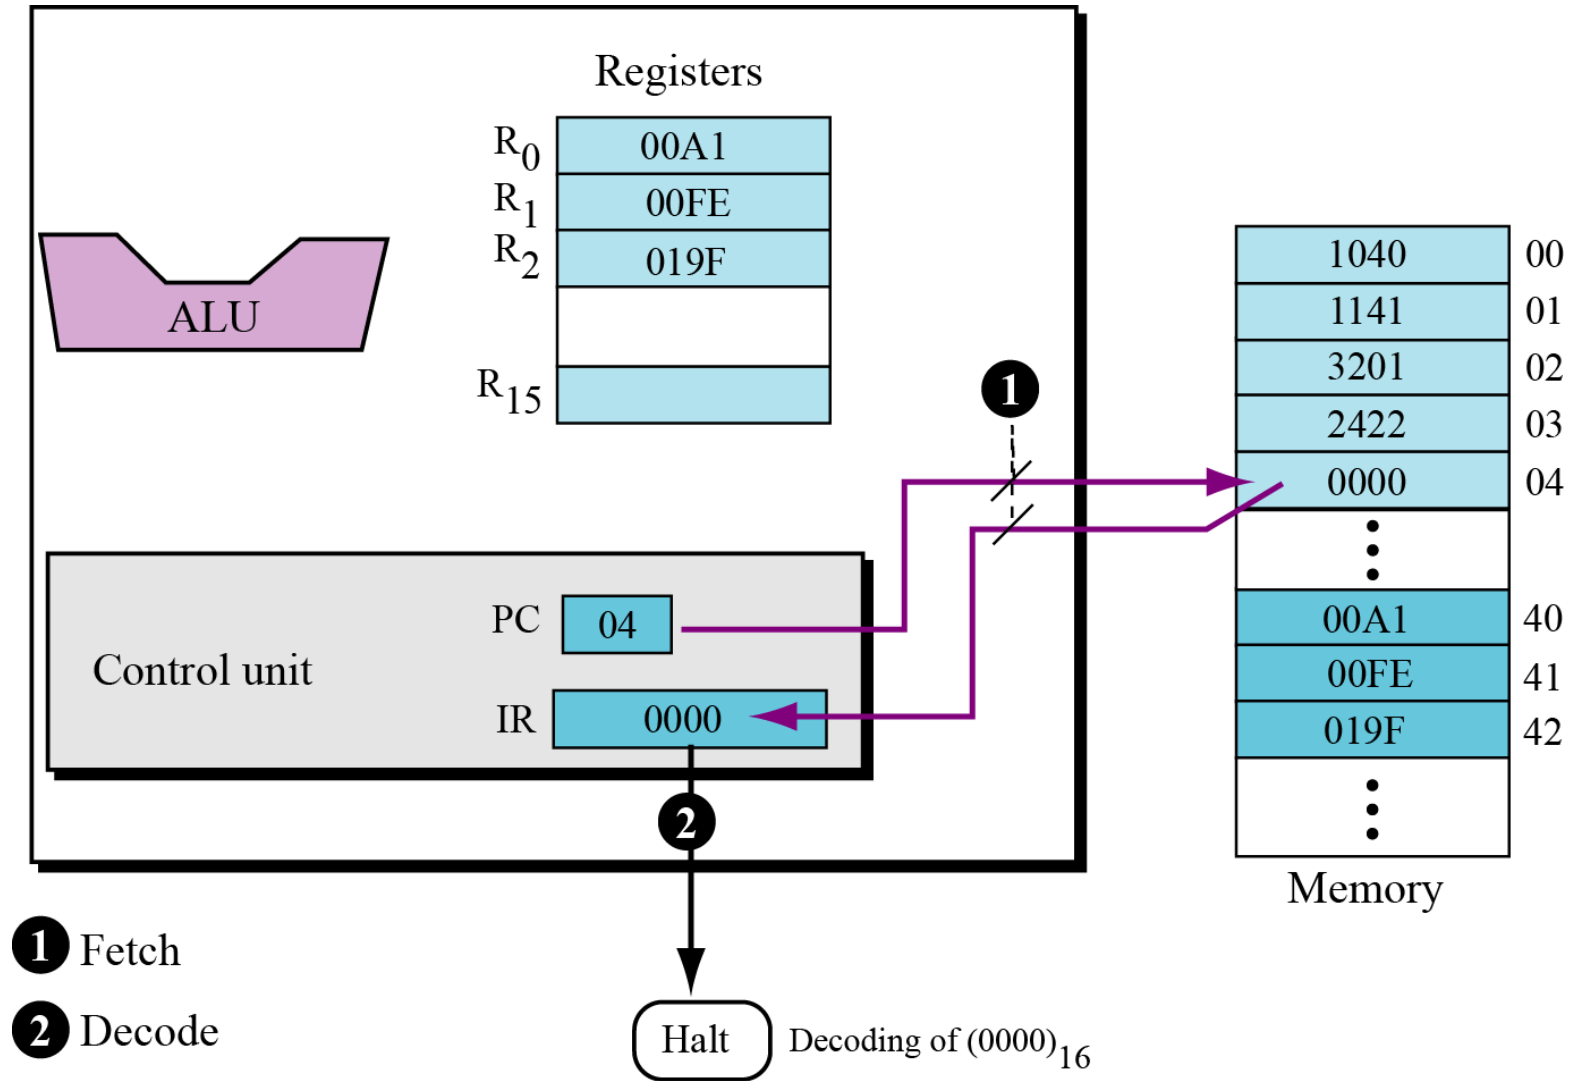 Registers
R0 00A1
R1 00FE
R2 019F
R15
ALU
1
1040 00
1141 01
3201 02
2422 03
0000 04
00A1 40
00FE 41
019F 42
Memory
Control unit
PC 04
IR 0000
2
1 Fetch
2 Decode
Halt
Decoding of (0000)16